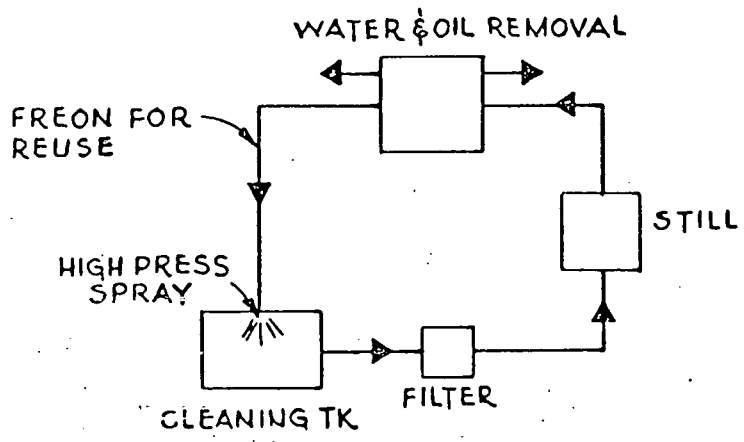 WATER & OIL REMOVAL
FREON FOR
REUSE
STILL
HIGH PRESS
SPRAY
FILTER
CLEANING TK